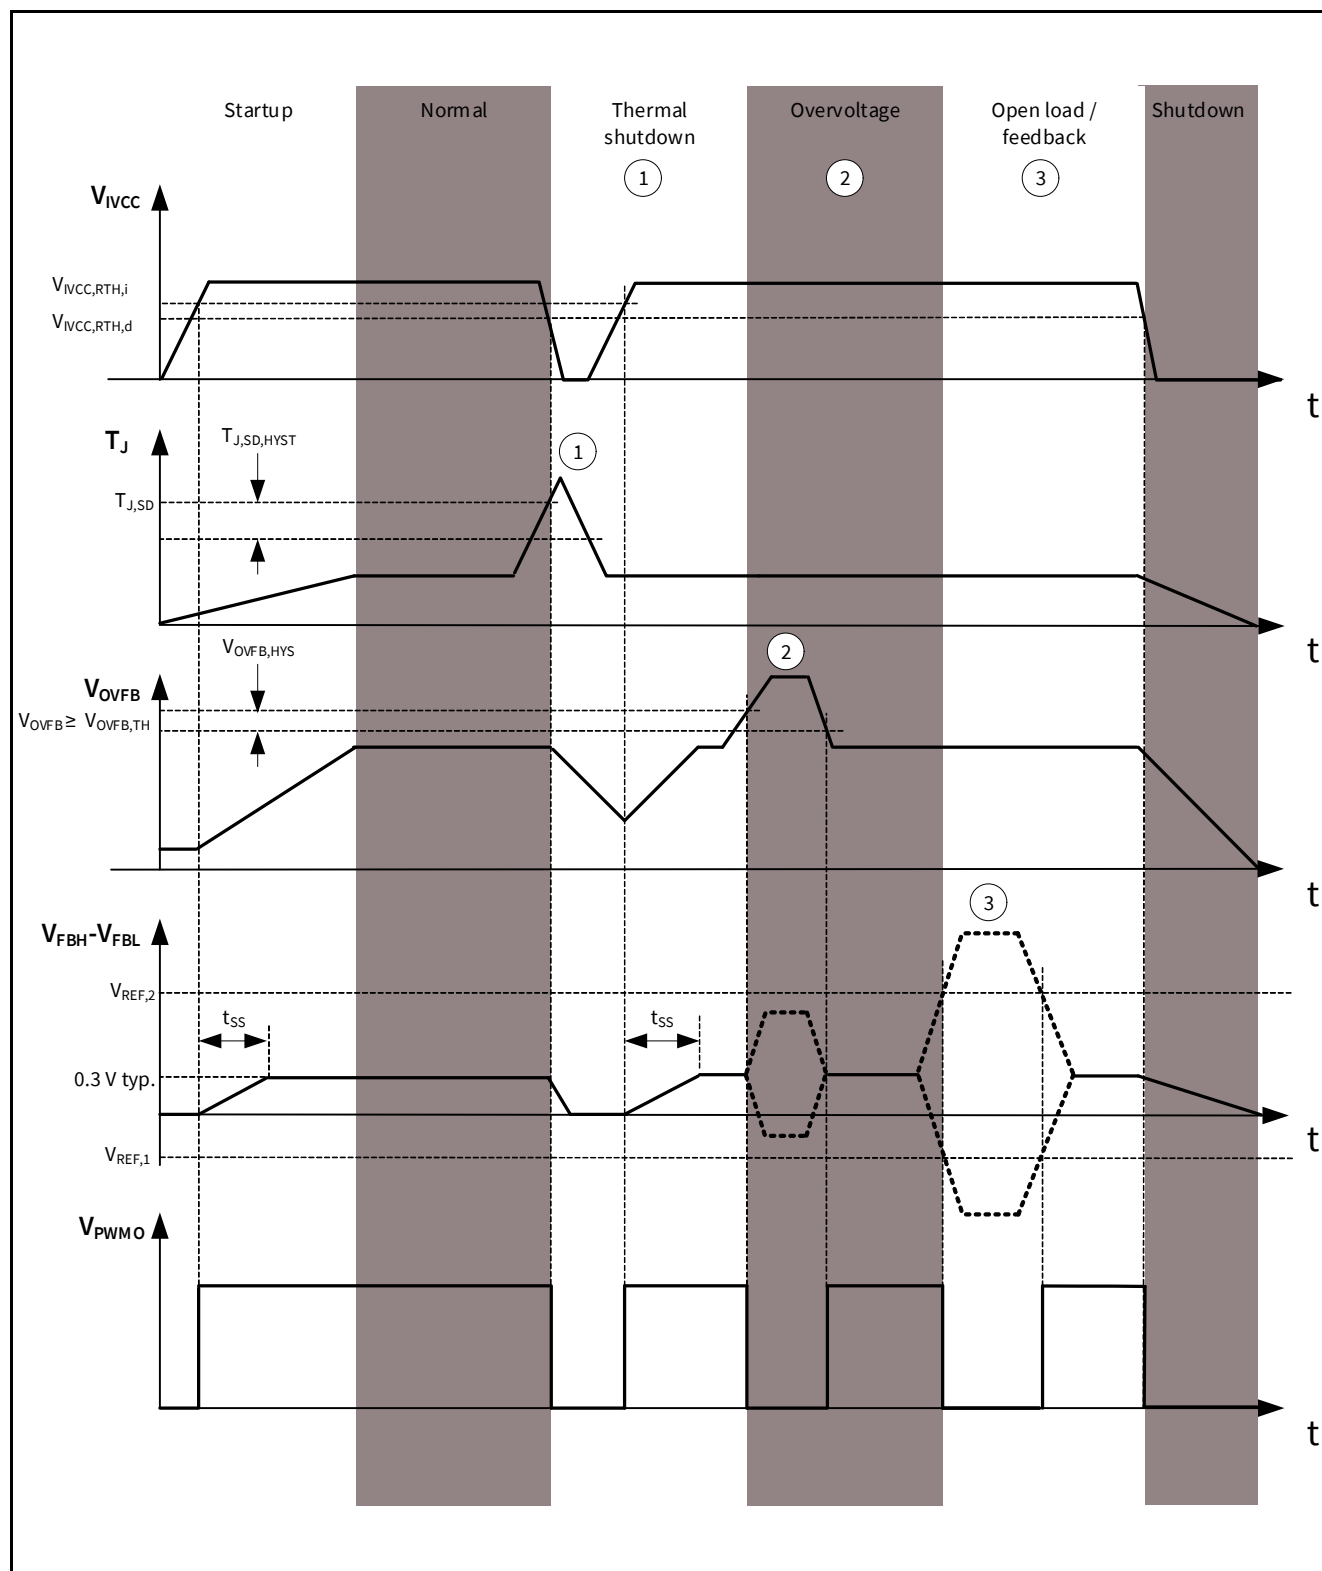 Startup
Normal
Thermal
shutdown
1
Overvoltage
2
Open load /
feedback
3
Shutdown
VIVCC
VIVCC,RTH,i
VIVCC,RTH,d
t
TJ
TJ,SD,HYST
1
TJ,SD
t
VOVFB,HYS
2
VOVFB
VOVFB ≥ VOVFB,TH
t
3
VFBH-VFBL
VREF,2
tSS
tSS
0.3 V typ.
t
VREF,1
VPWMO
t